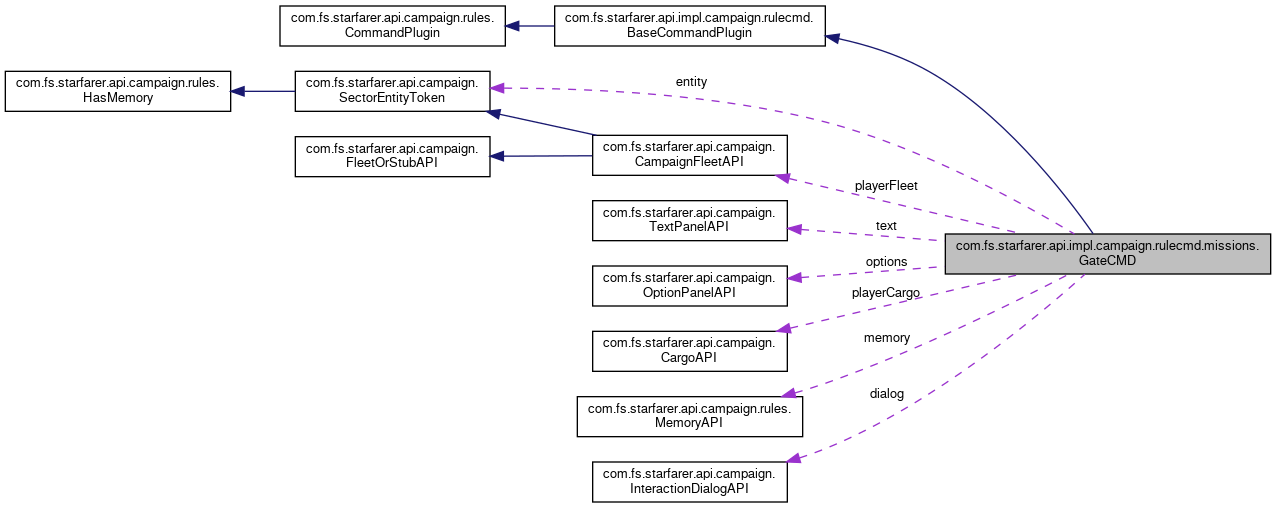 com.fs.starfarer.api.campaign.rules.
CommandPlugin
com.fs.starfarer.api.impl.campaign.rulecmd.
BaseCommandPlugin
com.fs.starfarer.api.campaign.rules.
HasMemory
com.fs.starfarer.api.campaign.
SectorEntityToken
entity
com.fs.starfarer.api.campaign.
FleetOrStubAPI
com.fs.starfarer.api.campaign.
CampaignFleetAPI
playerFleet
com.fs.starfarer.api.campaign.
TextPanelAPI
text
com.fs.starfarer.api.impl.campaign.rulecmd.missions.
GateCMD
com.fs.starfarer.api.campaign.
OptionPanelAPI
options
com.fs.starfarer.api.campaign.
CargoAPI
playerCargo
com.fs.starfarer.api.campaign.rules.
MemoryAPI
memory
com.fs.starfarer.api.campaign.
InteractionDialogAPI
dialog